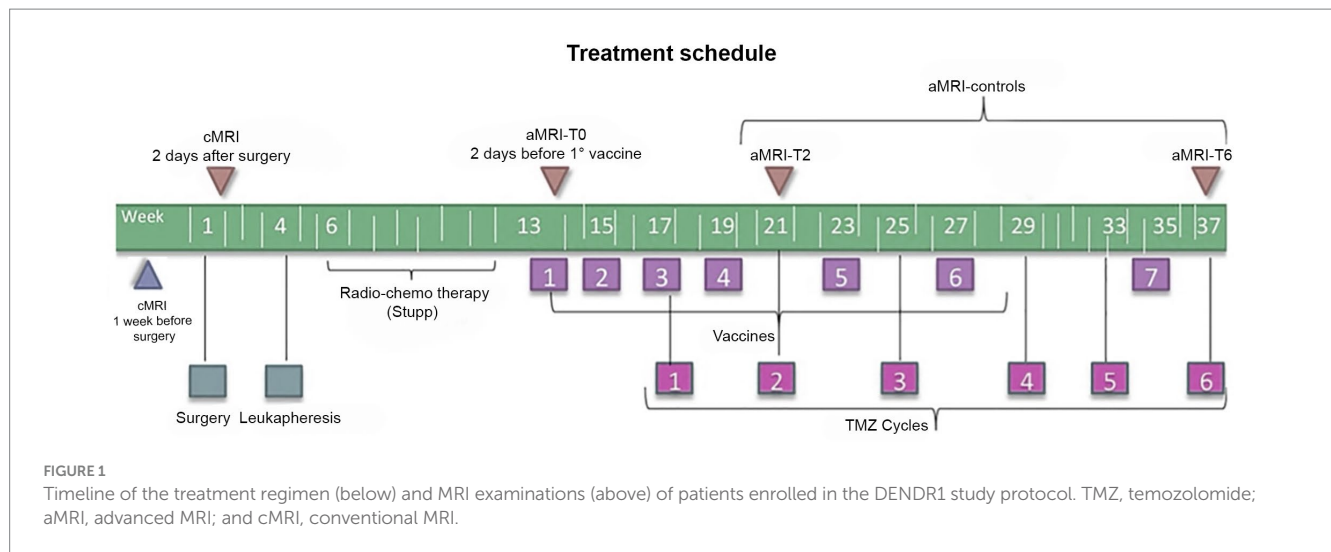 Treatment schedule
aMRI-controls
cMRI
2 days after surgery
aMRI-T0
2 days before 1° vaccine
aMRI-T2
aMRI-T6
Week 1 4 6 13 15 17 19 21 23 25 27 29 33 35 37
1 2 3 4 5 6 7
cMRI
1 week before
surgery
Radio-chemo therapy
(Stupp)
Vaccines
1 2 3 4 5 6
Surgery Leukapheresis
TMZ Cycles
FIGURE 1
Timeline of the treatment regimen (below) and MRI examinations (above) of patients enrolled in the DENDR1 study protocol. TMZ, temozolomide;
aMRI, advanced MRI; and cMRI, conventional MRI.